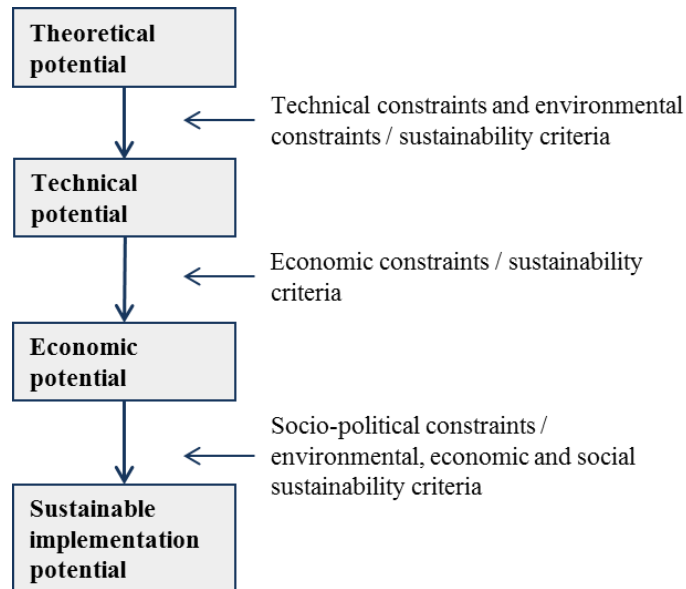 Theoretical
potential
Technical constraints and environmental
constraints / sustainability criteria
Technical
potential
Economic constraints / sustainability
criteria
Economic
potential
Socio-political constraints /
environmental, economic and social
sustainability criteria
Sustainable
implementation
potential